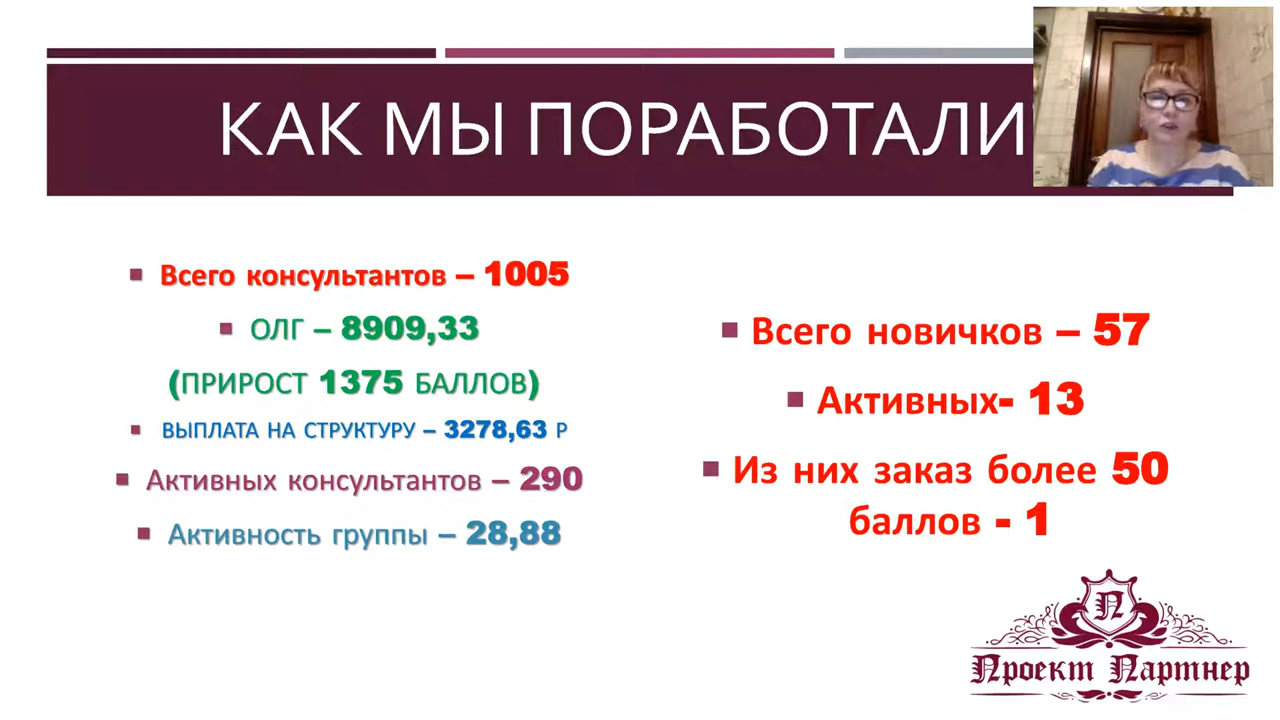 КАК МЫ ПОРАБОТАЛИ
Всего консультантов – 1005
ОЛГ – 8909,33
(ПРИРОСТ 1375 БАЛЛОВ)
ВЫПЛАТА НА СТРУКТУРУ – 3278,63 Р
Активных консультантов – 290
Активность группы – 28,88
Всего новичков – 57
Активных- 13
Из них заказ более 50
баллов - 1
П
Проект Партнер